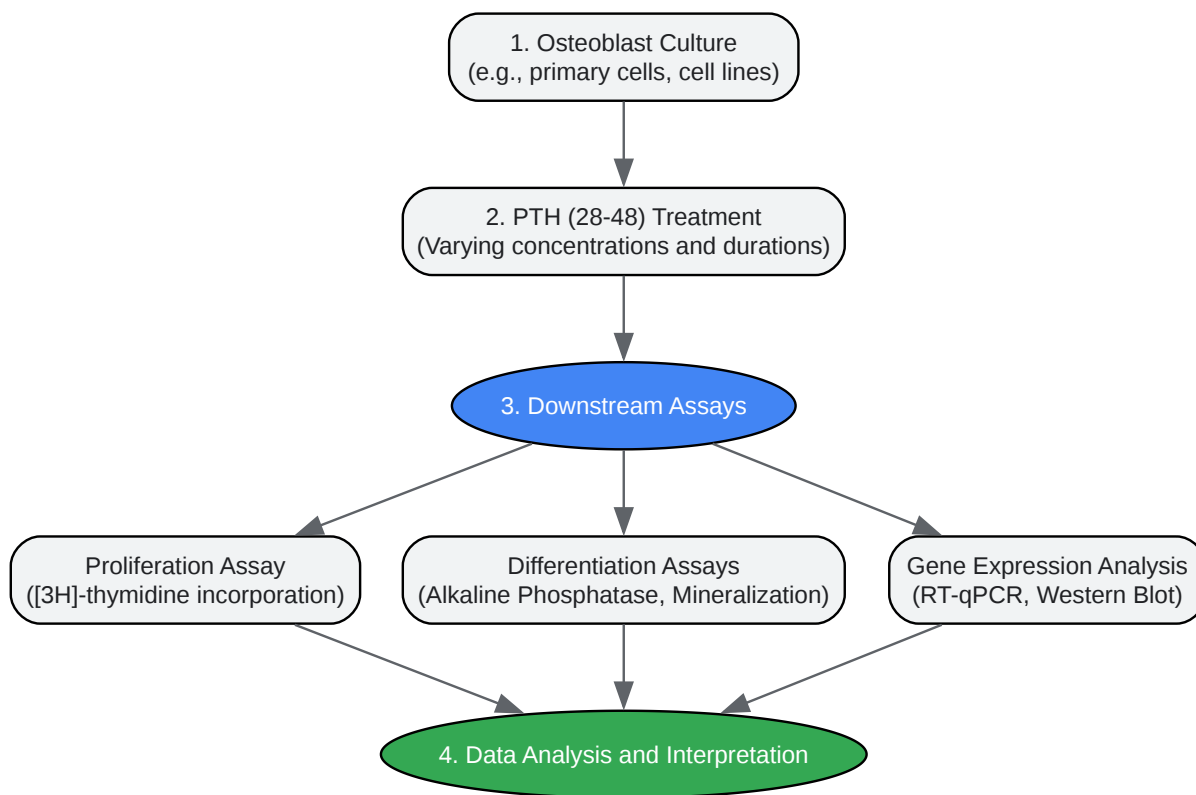 1. Osteoblast Culture
(e.g., primary cells, cell lines)
2. PTH (28-48) Treatment
(Varying concentrations and durations)
3. Downstream Assays
Proliferation Assay
([3H]-thymidine incorporation)
Differentiation Assays
(Alkaline Phosphatase, Mineralization)
Gene Expression Analysis
(RT-qPCR, Western Blot)
4. Data Analysis and Interpretation